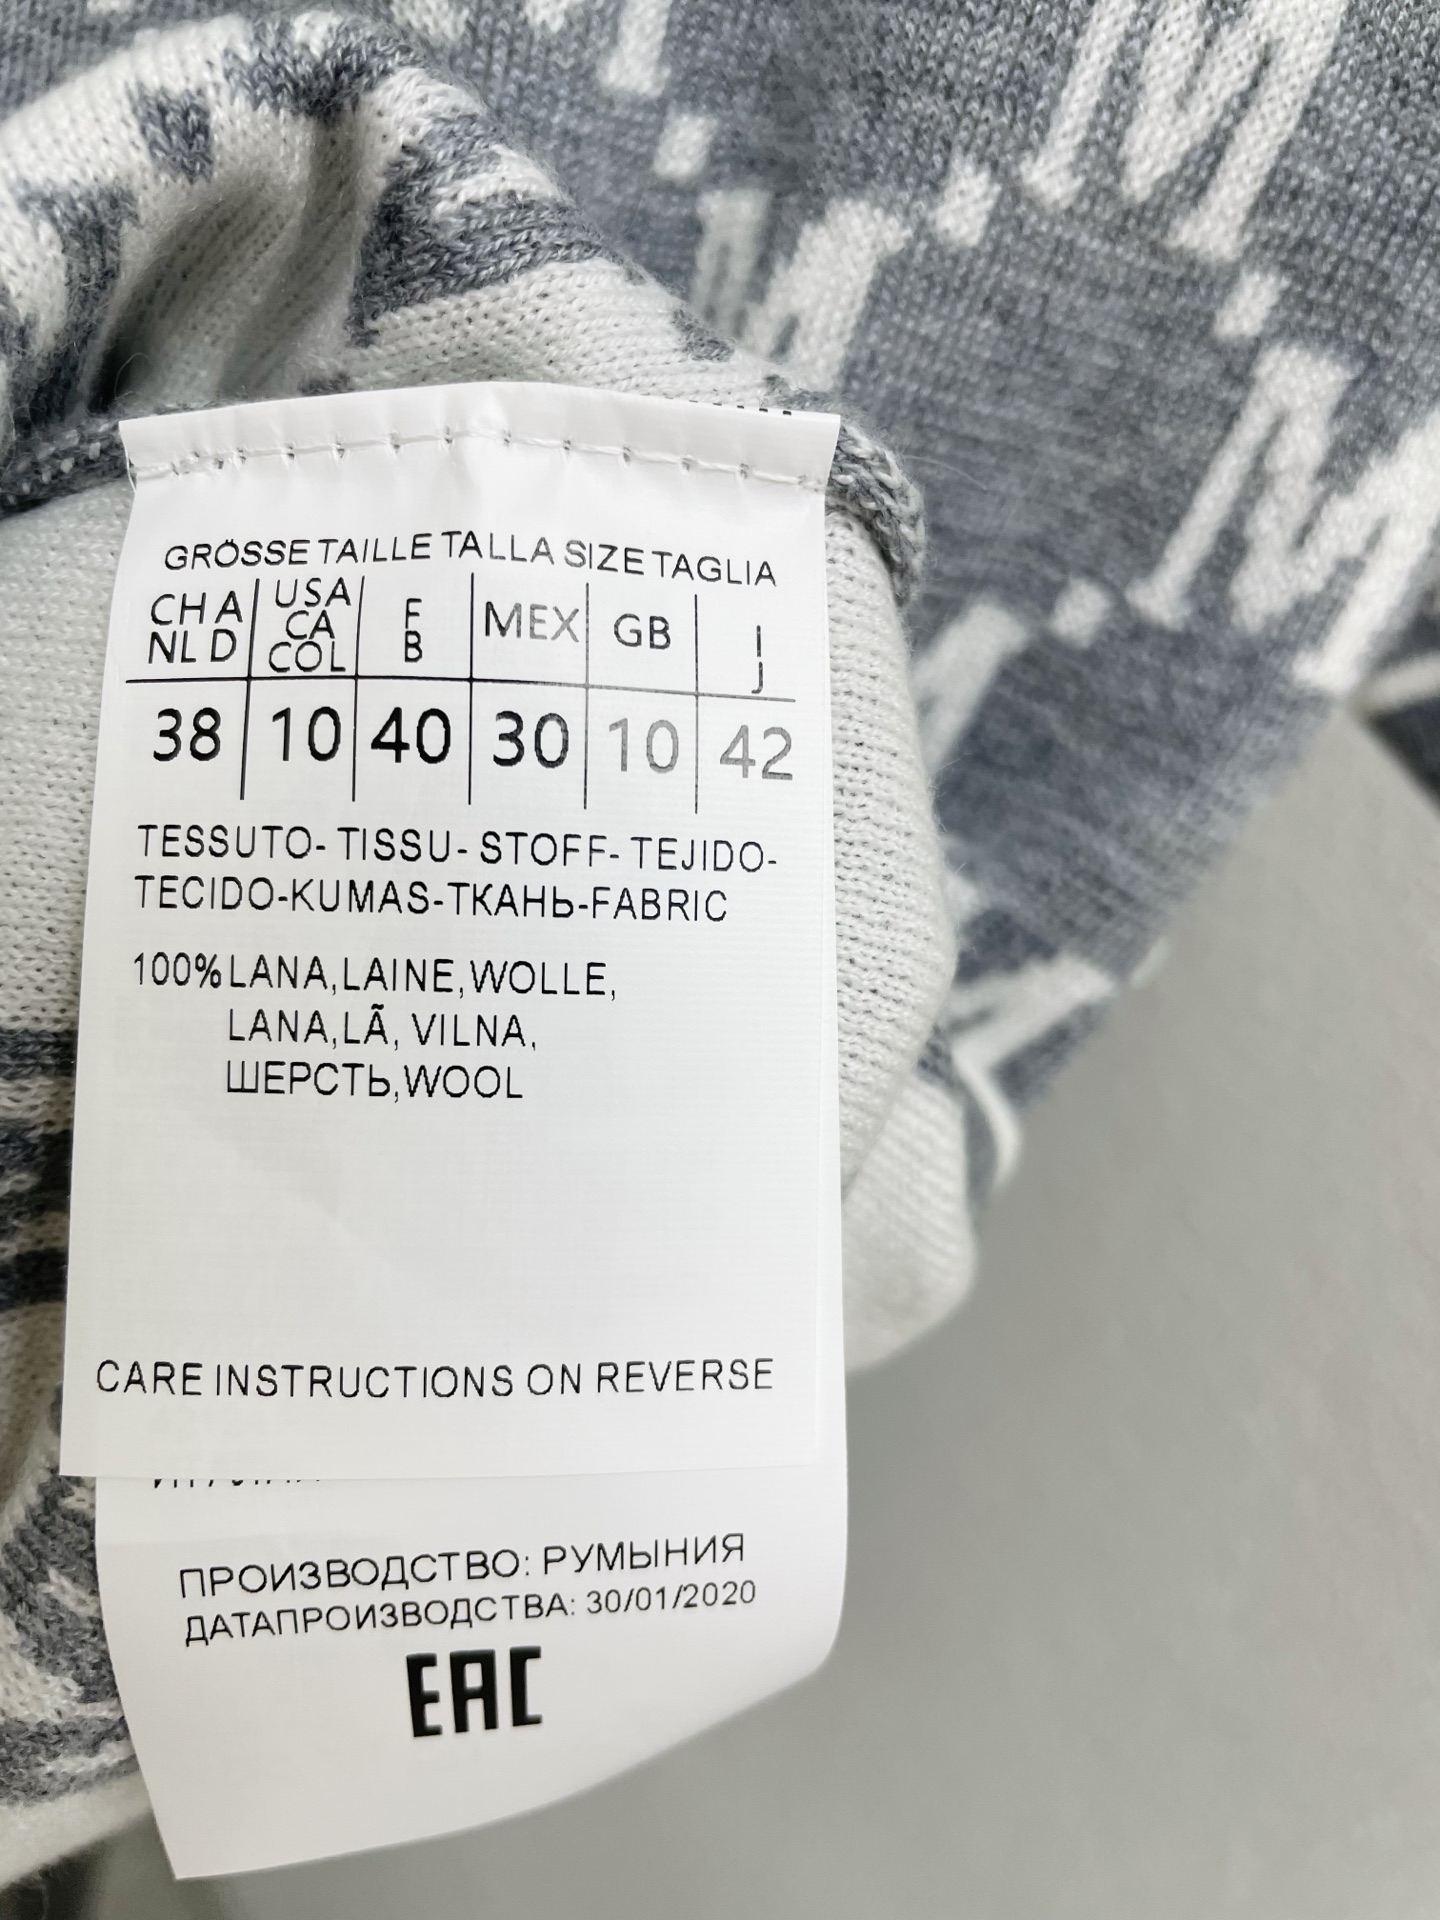 GRÖSSE TAILLE TALLA SIZE TAGLIA
CH A NL D | USA CA COL | F B | MEX | GB | I J
38 | 10 | 40 | 30 | 10 | 42
TESSUTO- TISSU- STOFF- TEJIDO-
TECIDO-KUMAS-ТКАНЬ-FABRIC
100% LANA,LAINE,WOLLE,
LANA,LÃ, VILNA,
ШЕРСТЬ,WOOL
CARE INSTRUCTIONS ON REVERSE
ПРОИЗВОДСТВО: РУМЫНИЯ
ДАТАПРОИЗВОДСТВА: 30/01/2020
EAC